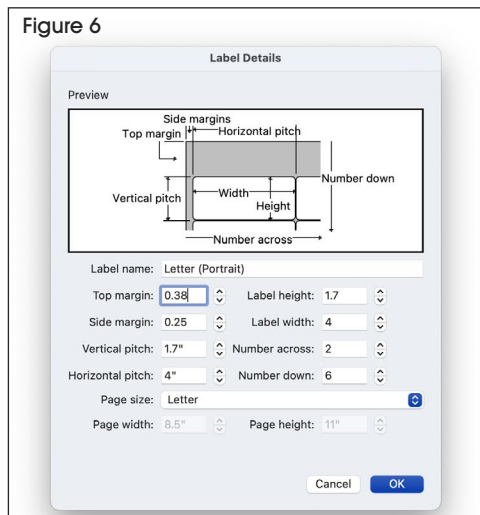 Figure 6
Label Details
Preview
Side margins
Top margin Horizontal pitch
Vertical pitch Width Height Number down
Number across
Label name: Letter (Portrait)
Top margin: 0.38 Label height: 1.7
Side margin: 0.25 Label width: 4
Vertical pitch: 1.7" Number across: 2
Horizontal pitch: 4" Number down: 6
Page size: Letter
Page width: 8.5" Page height: 11"
Cancel OK